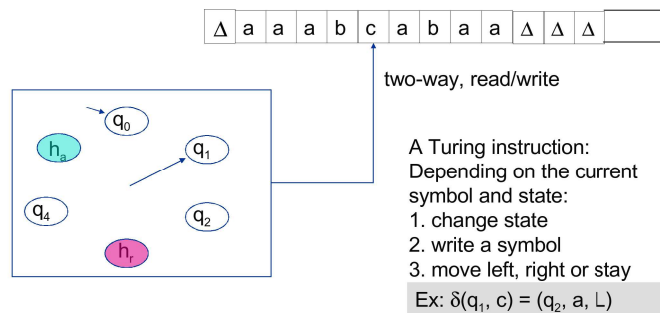 Δ a a a b c a b a a Δ Δ Δ
two-way, read/write
q0
ha
q1
q4
q2
hr
A Turing instruction:
Depending on the current
symbol and state:
1. change state
2. write a symbol
3. move left, right or stay
Ex: δ(q1, c) = (q2, a, L)